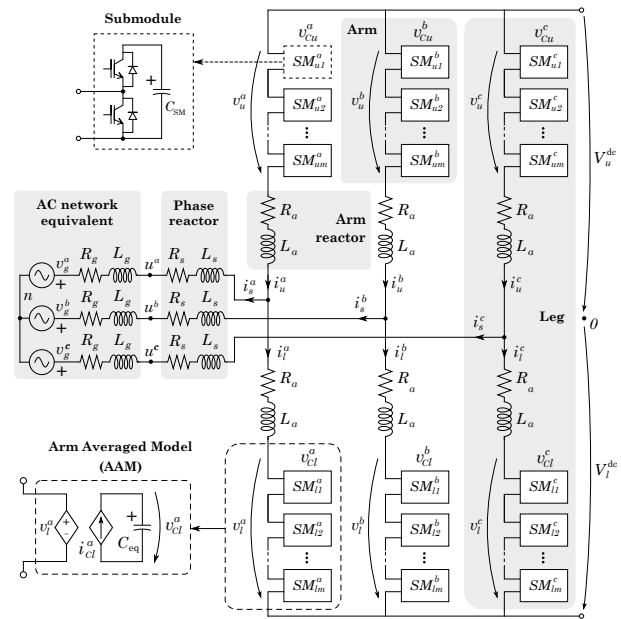 Submodule
C_SM
+
v_Cu^a
v_Cu^b
v_Cu^c
Arm
SM_u1^a
SM_u1^b
SM_u1^c
SM_u2^a
SM_u2^b
SM_u2^c
SM_um^a
SM_um^b
SM_um^c
v_u^a
v_u^b
v_u^c
V_u^dc
R_a
R_a
R_a
L_a
L_a
L_a
Arm
reactor
AC network
equivalent
Phase
reactor
v_g^a
+
R_g
L_g
u^a
R_s
L_s
i_s^a
i_u^a
i_u^b
i_u^c
n
v_g^b
+
R_g
L_g
u^b
R_s
L_s
i_s^b
i_s^c
Leg
0
v_g^c
+
R_g
L_g
u^c
R_s
L_s
i_l^a
i_l^b
i_l^c
R_a
R_a
R_a
L_a
L_a
L_a
Arm Averaged Model
(AAM)
v_l^a
+
-
i_Cl^a
+
C_eq
v_Cl^a
v_Cl^a
v_Cl^b
v_Cl^c
SM_l1^a
SM_l1^b
SM_l1^c
SM_l2^a
SM_l2^b
SM_l2^c
SM_lm^a
SM_lm^b
SM_lm^c
v_l^a
v_l^b
v_l^c
V_l^dc